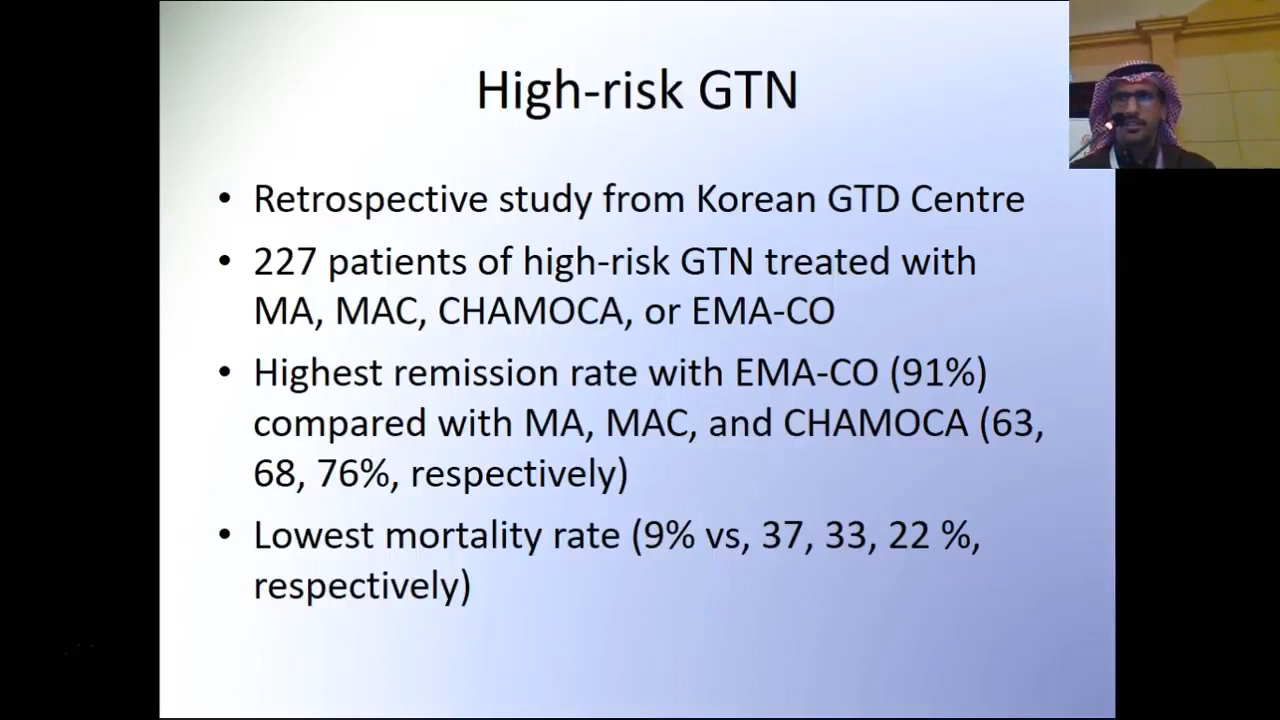 High-risk GTN
• Retrospective study from Korean GTD Centre
• 227 patients of high-risk GTN treated with
MA, MAC, CHAMOCA, or EMA-CO
• Highest remission rate with EMA-CO (91%)
compared with MA, MAC, and CHAMOCA (63,
68, 76%, respectively)
• Lowest mortality rate (9% vs, 37, 33, 22 %,
respectively)